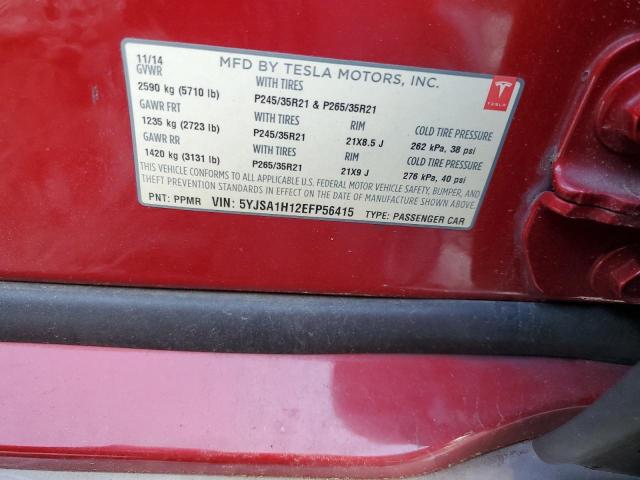 11/14 MFD BY TESLA MOTORS, INC.
GVWR WITH TIRES
2590 kg (5710 lb) P245/35R21 & P265/35R21
GAWR FRT WITH TIRES RIM COLD TIRE PRESSURE
1235 kg (2723 lb) P245/35R21 21X8.5 J 262 kPa, 38 psi
GAWR RR WITH TIRES RIM COLD TIRE PRESSURE
1420 kg (3131 lb) P265/35R21 21X9 J 276 kPa, 40 psi
THIS VEHICLE CONFORMS TO ALL APPLICABLE U.S. FEDERAL MOTOR VEHICLE SAFETY, BUMPER, AND
THEFT PREVENTION STANDARDS IN EFFECT ON THE DATE OF MANUFACTURE SHOWN ABOVE.
PNT: PPMR VIN: 5YJSA1H12EFP56415 TYPE: PASSENGER CAR
TESLA